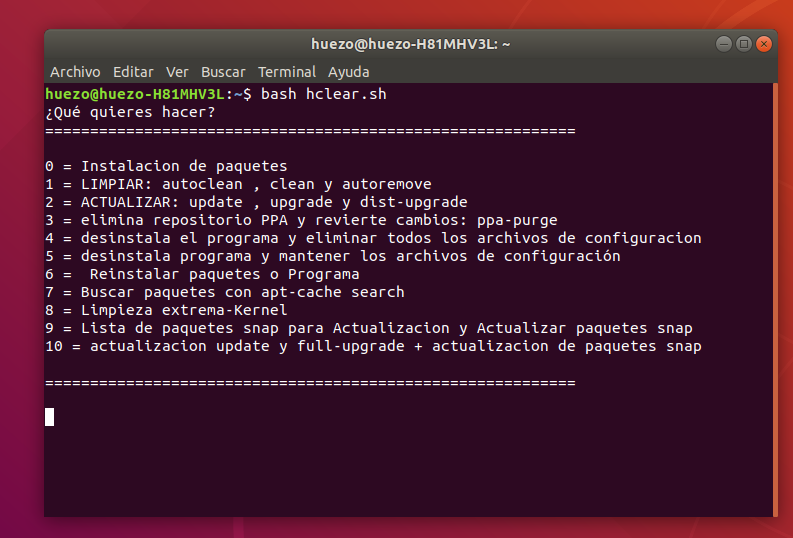 huezo@huezo-H81MHV3L: ~
Archivo Editar Ver Buscar Terminal Ayuda
huezo@huezo-H81MHV3L:~$ bash hclear.sh
¿Qué quieres hacer?
===========================================================
0 = Instalacion de paquetes
1 = LIMPIAR: autoclean , clean y autoremove
2 = ACTUALIZAR: update , upgrade y dist-upgrade
3 = elimina repositorio PPA y revierte cambios: ppa-purge
4 = desinstala el programa y eliminar todos los archivos de configuracion
5 = desinstala programa y mantener los archivos de configuración
6 =  Reinstalar paquetes o Programa
7 = Buscar paquetes con apt-cache search
8 = Limpieza extrema-Kernel
9 = Lista de paquetes snap para Actualizacion y Actualizar paquetes snap
10 = actualizacion update y full-upgrade + actualizacion de paquetes snap
===========================================================